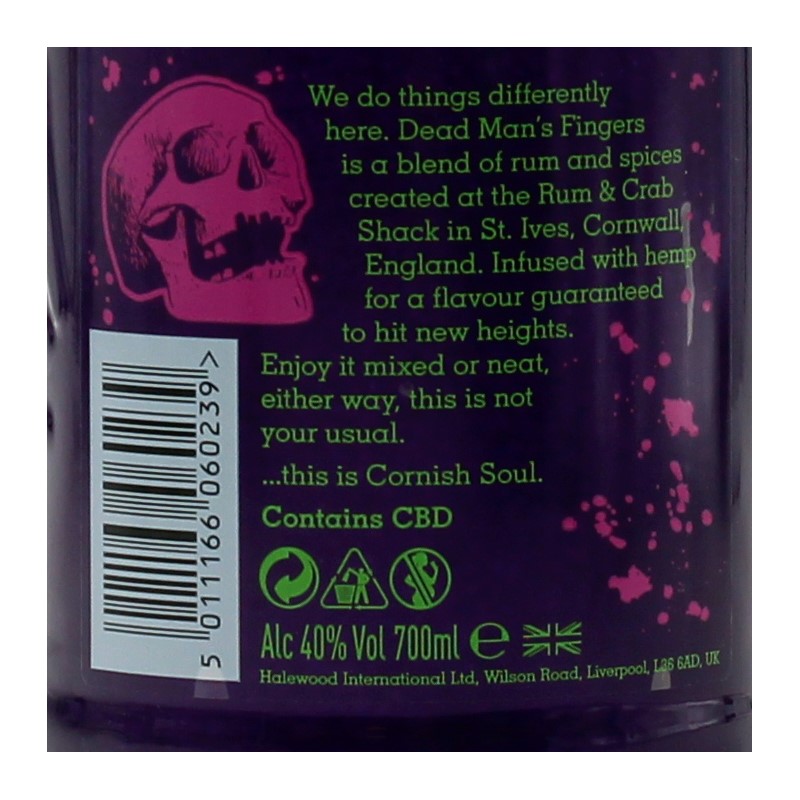 We do things differently
here. Dead Man's Fingers
is a blend of rum and spices
created at the Rum & Crab
Shack in St. Ives, Cornwall,
England. Infused with hemp
for a flavour guaranteed
to hit new heights.
Enjoy it mixed or neat,
either way, this is not
your usual.
...this is Cornish Soul.
Contains CBD
Alc 40% Vol 700ml e
Halewood International Ltd, Wilson Road, Liverpool, L36 6AD, UK
5 011166 060239 >